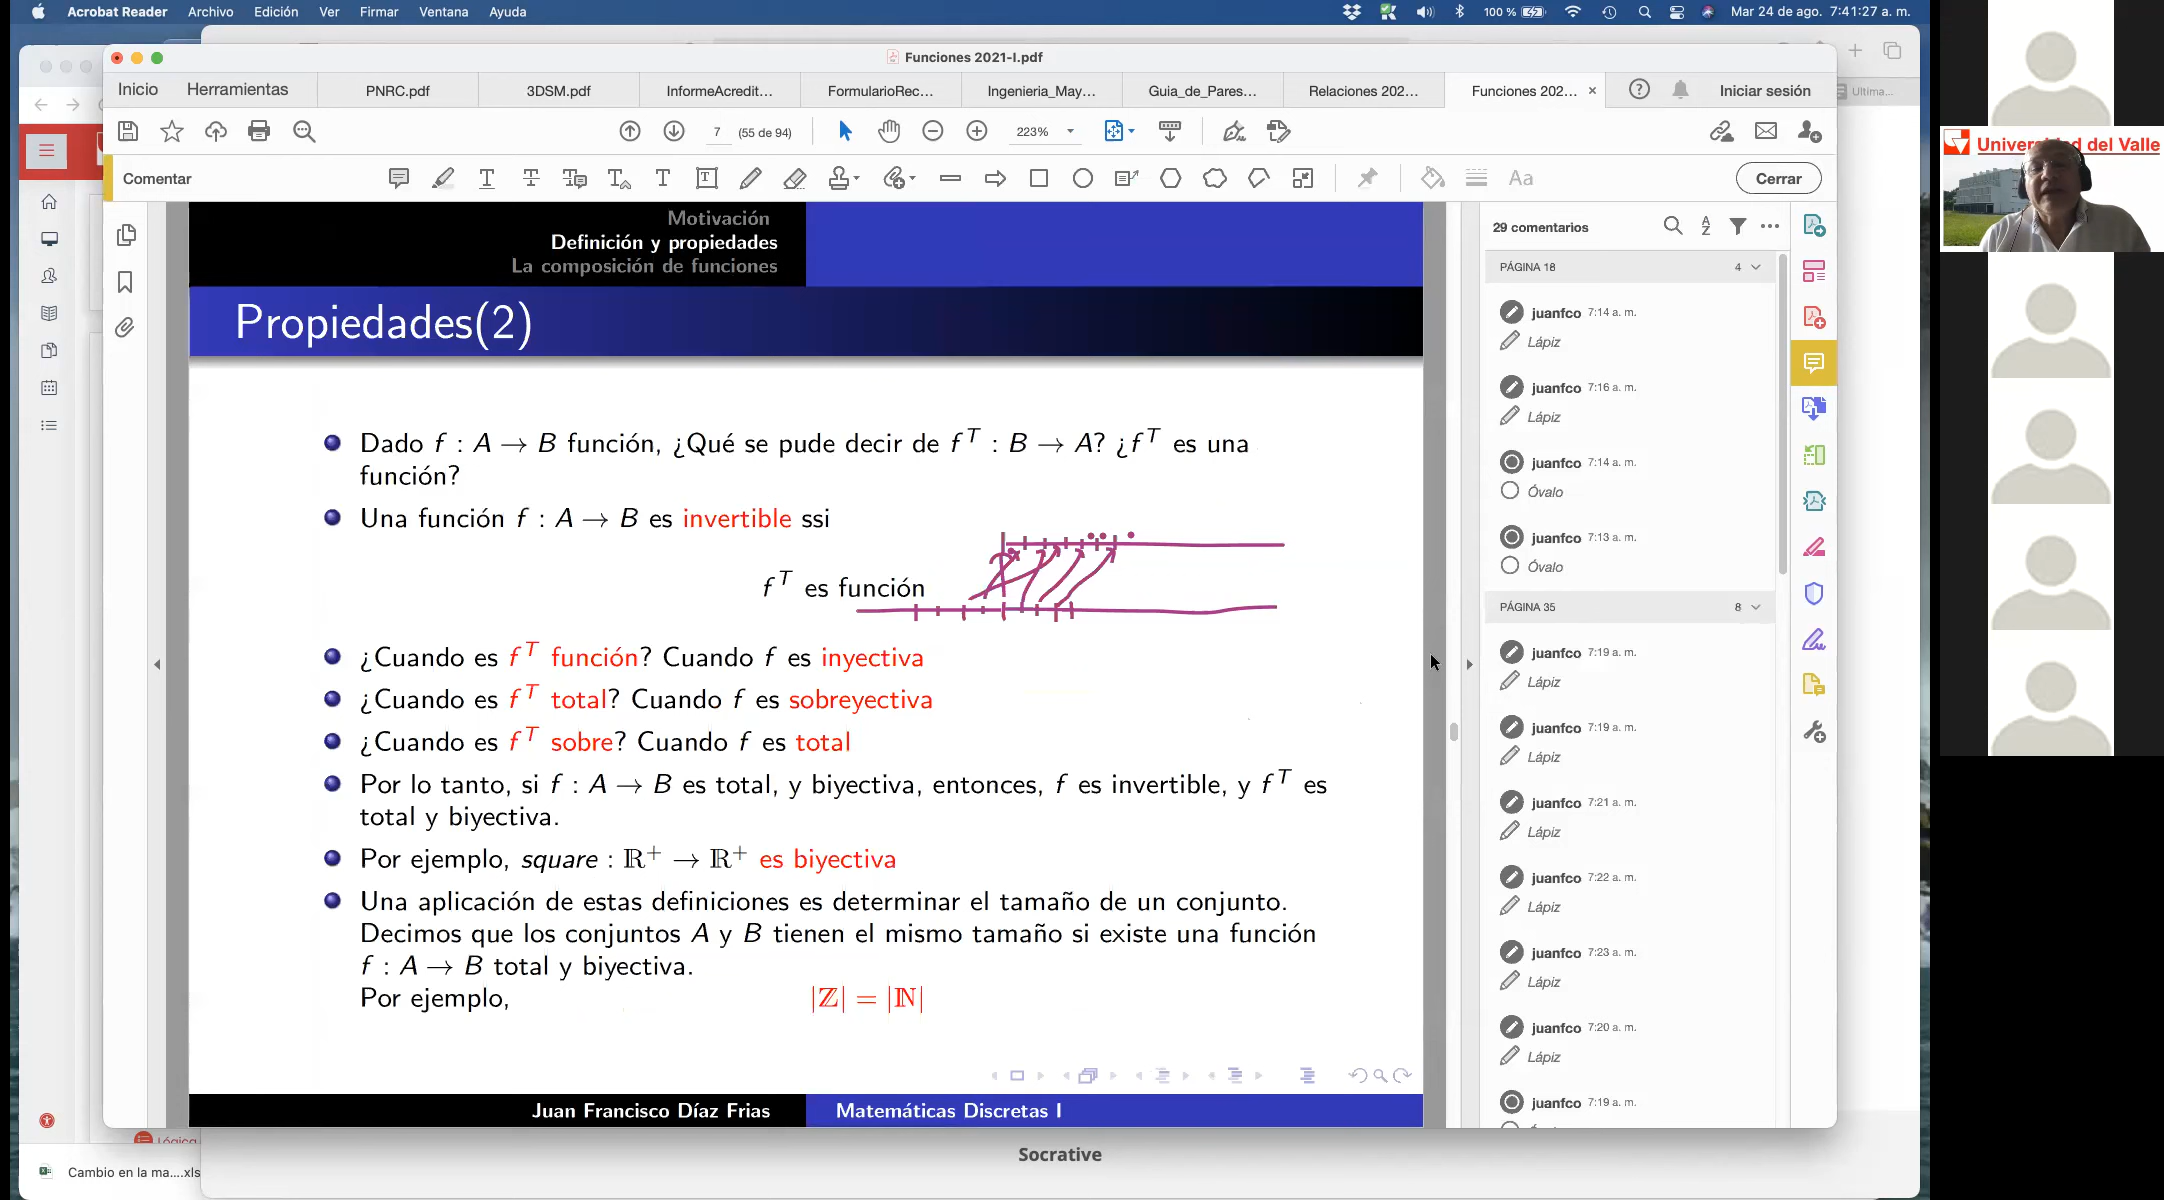 Acrobat Reader Archivo Edición Ver Firmar Ventana Ayuda
100 % Mar 24 de ago. 7:41:27 a. m.
Funciones 2021-I.pdf
Inicio Herramientas PNRC.pdf 3DSM.pdf InformeAcredit... FormularioRec... Ingenieria_May... Guia_de_Pares... Relaciones 202... Funciones 202... × Iniciar sesión
Ultima...
7 (55 de 94) 223%
Comentar Aa Cerrar
Universidad del Valle
Motivación
Definición y propiedades
La composición de funciones
Propiedades(2)
Dado f : A → B función, ¿Qué se pude decir de f^T : B → A? ¿f^T es una
función?
Una función f : A → B es invertible ssi
f^T es función
¿Cuando es f^T función? Cuando f es inyectiva
¿Cuando es f^T total? Cuando f es sobreyectiva
¿Cuando es f^T sobre? Cuando f es total
Por lo tanto, si f : A → B es total, y biyectiva, entonces, f es invertible, y f^T es
total y biyectiva.
Por ejemplo, square : ℝ⁺ → ℝ⁺ es biyectiva
Una aplicación de estas definiciones es determinar el tamaño de un conjunto.
Decimos que los conjuntos A y B tienen el mismo tamaño si existe una función
f : A → B total y biyectiva.
Por ejemplo, |ℤ| = |ℕ|
Juan Francisco Díaz Frias Matemáticas Discretas I
29 comentarios
PÁGINA 18 4
juanfco 7:14 a. m.
Lápiz
juanfco 7:16 a. m.
Lápiz
juanfco 7:14 a. m.
Óvalo
juanfco 7:13 a. m.
Óvalo
PÁGINA 35 8
juanfco 7:19 a. m.
Lápiz
juanfco 7:19 a. m.
Lápiz
juanfco 7:21 a. m.
Lápiz
juanfco 7:22 a. m.
Lápiz
juanfco 7:23 a. m.
Lápiz
juanfco 7:20 a. m.
Lápiz
juanfco 7:19 a. m.
Lógica
Socrative
Cambio en la ma....xls